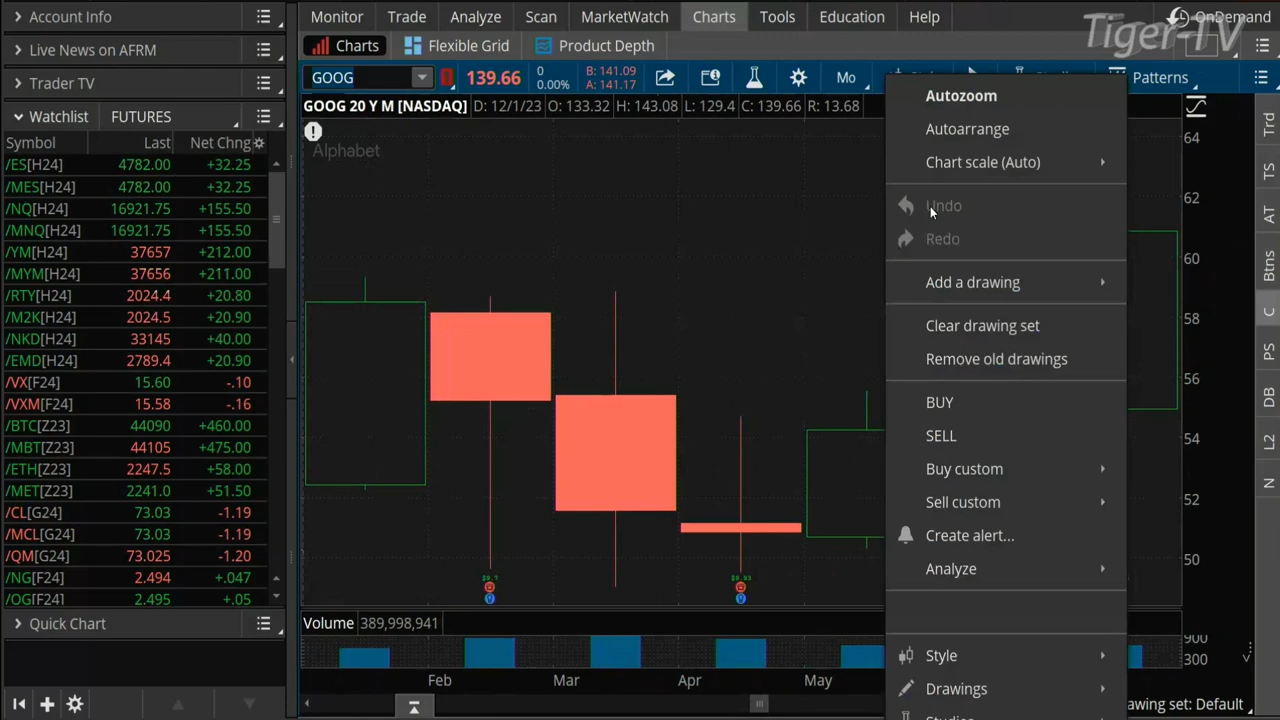 Account Info
Monitor Trade Analyze Scan MarketWatch Charts Tools Education Help
OnDemand
Tiger-TV
Live News on AFRM
Charts Flexible Grid Product Depth
Trader TV
GOOG 139.66 0 0.00% B: 141.09 A: 141.17 Mo Patterns
Watchlist FUTURES
GOOG 20 Y M [NASDAQ] D: 12/1/23 O: 133.32 H: 143.08 L: 129.4 C: 139.66 R: 13.68
Symbol Last Net Chng
Alphabet
/ES[H24] 4782.00 +32.25
/MES[H24] 4782.00 +32.25
/NQ[H24] 16921.75 +155.50
/MNQ[H24] 16921.75 +155.50
/YM[H24] 37657 +212.00
/MYM[H24] 37656 +211.00
/RTY[H24] 2024.4 +20.80
/M2K[H24] 2024.5 +20.90
/NKD[H24] 33145 +40.00
/EMD[H24] 2789.4 +20.90
/VX[F24] 15.60 -.10
/VXM[F24] 15.58 -.16
/BTC[Z23] 44090 +460.00
/MBT[Z23] 44105 +475.00
/ETH[Z23] 2247.5 +58.00
/MET[Z23] 2241.0 +51.50
/CL[G24] 73.03 -1.19
/MCL[G24] 73.03 -1.19
/QM[G24] 73.025 -1.20
/NG[F24] 2.494 +.047
/OG[F24] 2.495 +.05
Quick Chart
Autozoom
Autoarrange
Chart scale (Auto)
Undo
Redo
Add a drawing
Clear drawing set
Remove old drawings
BUY
SELL
Buy custom
Sell custom
Create alert...
Analyze
Style
Drawings
64
62
60
58
56
54
52
50
$9.7
Volume 389,998,941
900
300
Feb Mar Apr May
awing set: Default
Trd
TS
AT
Btns
C
PS
DB
L2
N